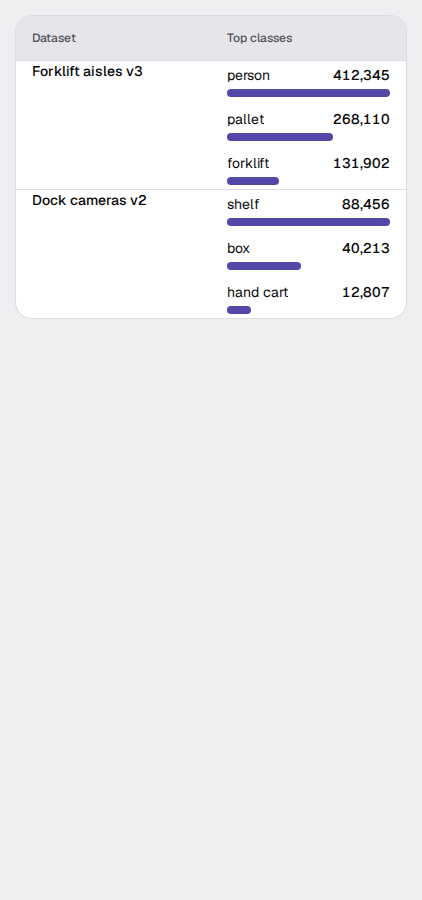 Dataset Top classes
Forklift aisles v3
person 412,345
pallet 268,110
forklift 131,902
Dock cameras v2
shelf 88,456
box 40,213
hand cart 12,807